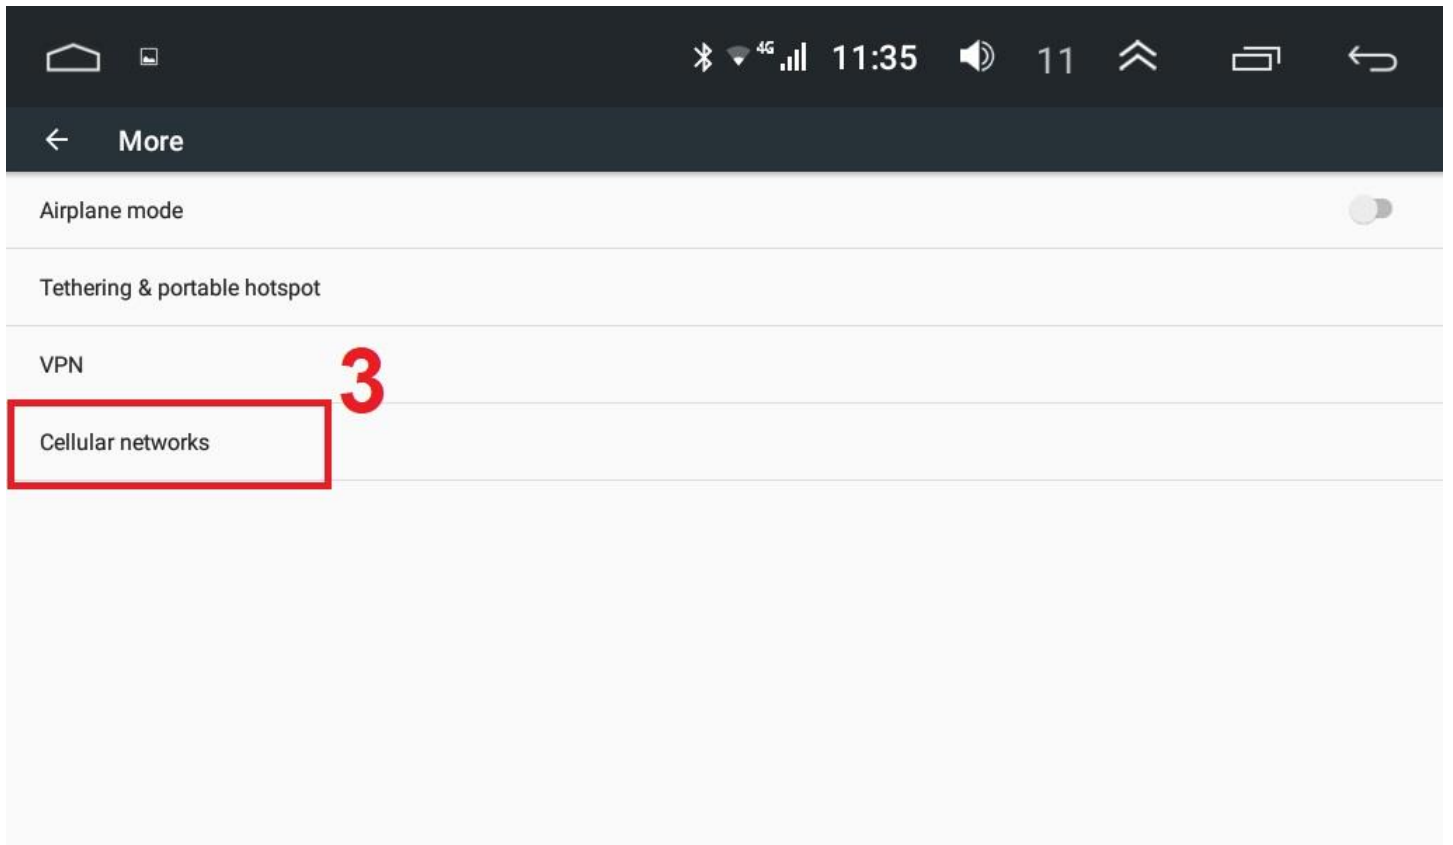 4G 11:35 11
More
Airplane mode
Tethering & portable hotspot
VPN
3
Cellular networks